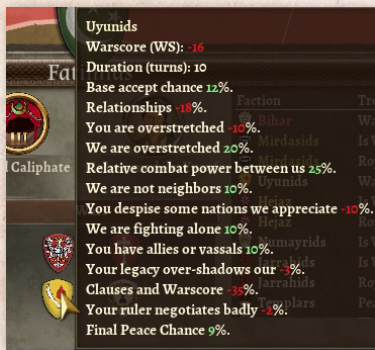 Uyunids
Warscore (WS): -16
Duration (turns): 10
Base accept chance 12%.
Relationships -18%.
You are overstretched -10%.
We are overstretched 20%.
Relative combat power between us 25%.
We are not neighbors 10%.
You despise some nations we appreciate -10%.
We are fighting alone 10%.
You have allies or vassals 10%.
Your legacy over-shadows our -3%.
Clauses and Warscore -35%.
Your ruler negotiates badly -2%.
Final Peace Chance 9%.
Caliphate
Faction
Bihar
Mirdasids
Mirdasids
Uyunids
Hejaz
Hejaz
Numayrids
Jarrahids
Jarrahids
Templars